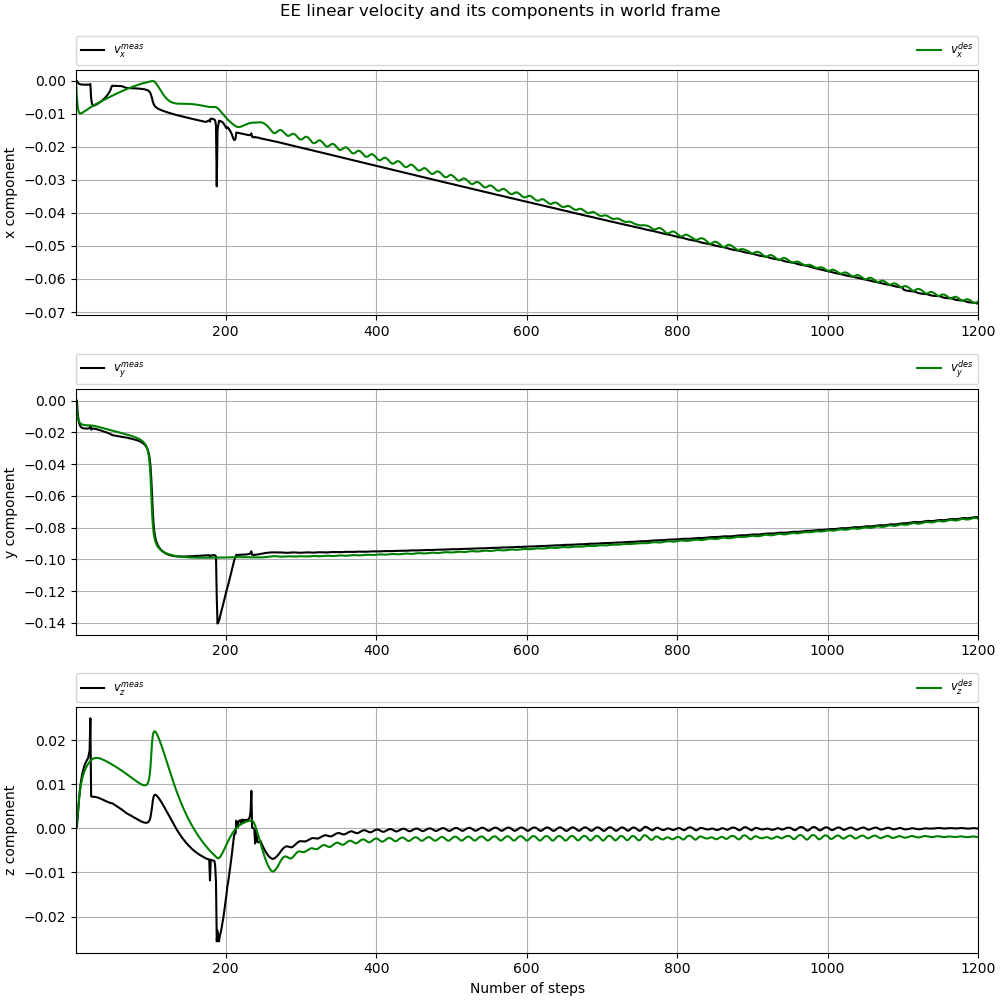 EE linear velocity and its components in world frame
v_x^{meas} v_x^{des}
0.00
−0.01
−0.02
−0.03
−0.04
−0.05
−0.06
−0.07
x component
200 400 600 800 1000 1200
v_y^{meas} v_y^{des}
0.00
−0.02
−0.04
−0.06
−0.08
−0.10
−0.12
−0.14
y component
200 400 600 800 1000 1200
v_z^{meas} v_z^{des}
0.02
0.01
0.00
−0.01
−0.02
z component
200 400 600 800 1000 1200
Number of steps